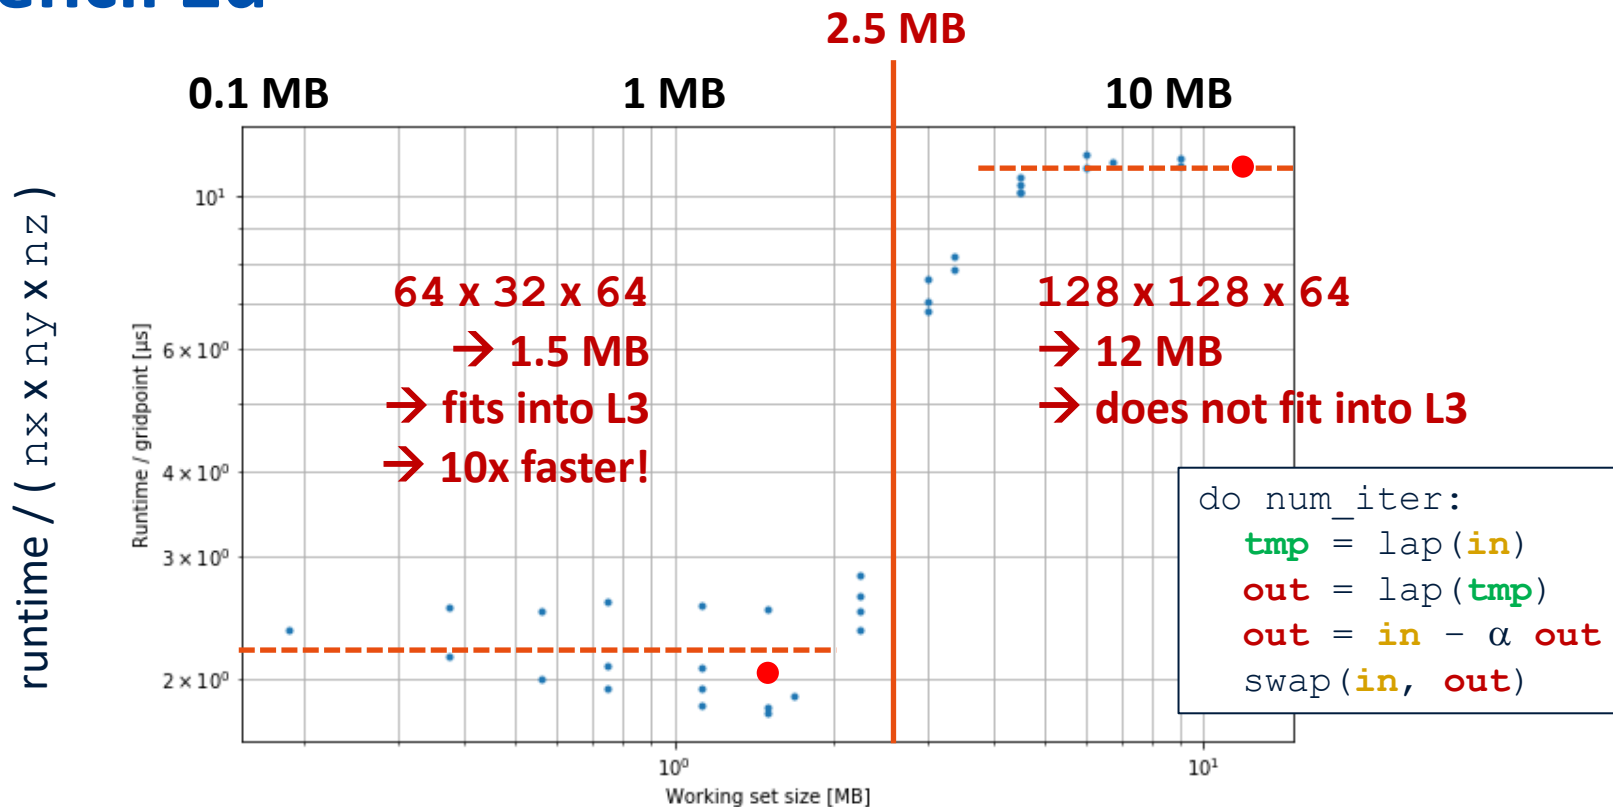 2.5 MB
0.1 MB
1 MB
10 MB
runtime / ( nx x ny x nz )
Runtime / gridpoint [µs]
10¹
6 × 10⁰
4 × 10⁰
3 × 10⁰
2 × 10⁰
64 x 32 x 64
→ 1.5 MB
→ fits into L3
→ 10x faster!
128 x 128 x 64
→ 12 MB
→ does not fit into L3
do num_iter:
tmp = lap(in)
out = lap(tmp)
out = in - α out
swap(in, out)
10⁰
10¹
Working set size [MB]